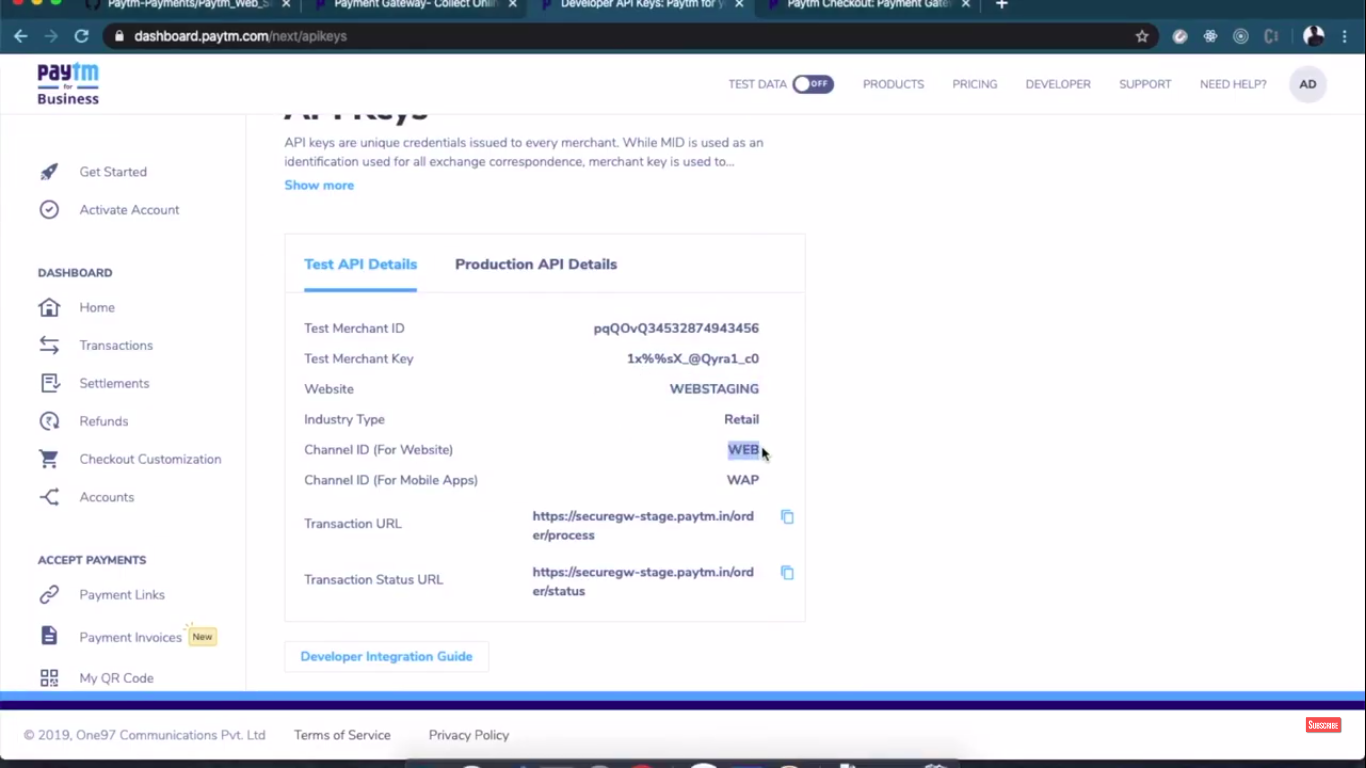 Paytm-Payments/Paytm_Web_S
Payment Gateway- Collect Onlin
Developer API Keys: Paytm for y
Paytm Checkout: Payment Gate
dashboard.paytm.com/next/apikeys
paytm
for
Business
TEST DATA OFF PRODUCTS PRICING DEVELOPER SUPPORT NEED HELP? AD
API Keys
API keys are unique credentials issued to every merchant. While MID is used as an
identification used for all exchange correspondence, merchant key is used to...
Show more
Get Started
Activate Account
DASHBOARD
Home
Transactions
Settlements
Refunds
Checkout Customization
Accounts
ACCEPT PAYMENTS
Payment Links
Payment Invoices New
My QR Code
Test API Details Production API Details
Test Merchant ID pqQOvQ34532874943456
Test Merchant Key 1x%%sX_@Qyra1_c0
Website WEBSTAGING
Industry Type Retail
Channel ID (For Website) WEB
Channel ID (For Mobile Apps) WAP
Transaction URL https://securegw-stage.paytm.in/ord
er/process
Transaction Status URL https://securegw-stage.paytm.in/ord
er/status
Developer Integration Guide
© 2019, One97 Communications Pvt. Ltd Terms of Service Privacy Policy
SUBSCRIBE